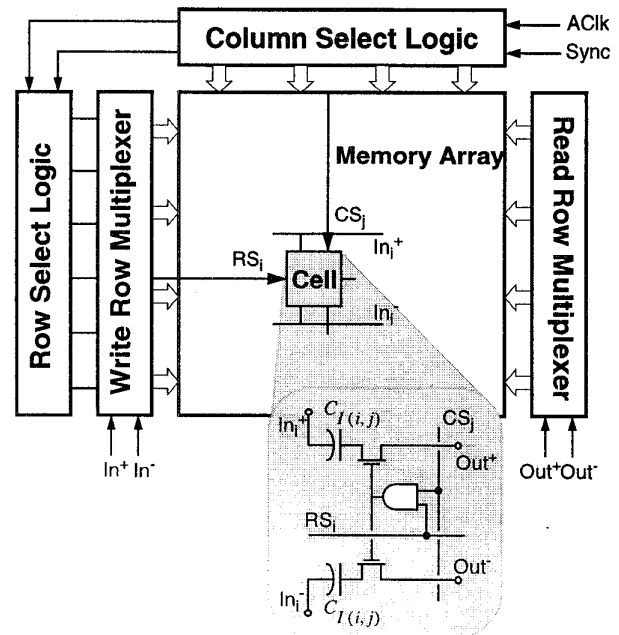 Column Select Logic
AClk
Sync
Row Select Logic
Write Row Multiplexer
Memory Array
Read Row Multiplexer
CSj
Ini+
RSi
Cell
Ini-
In+ In-
Out+ Out-
Ini+
CI(i,j)
CSj
Out+
RSi
Out-
Ini-
CI(i,j)